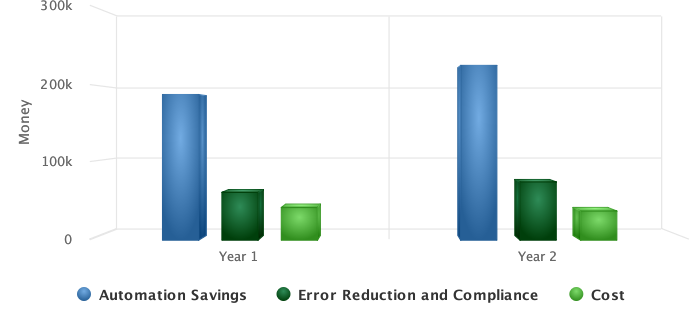 300k
200k
100k
0
Money
Year 1
Year 2
Automation Savings
Error Reduction and Compliance
Cost